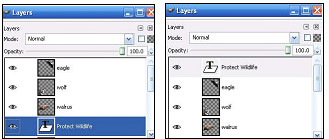 Layers
Layers
Mode: Normal
Opacity: 100.0
eagle
wolf
walrus
Protect Wildlife
Layers
Layers
Mode: Normal
Opacity: 100.0
Protect Wildlife
eagle
wolf
walrus